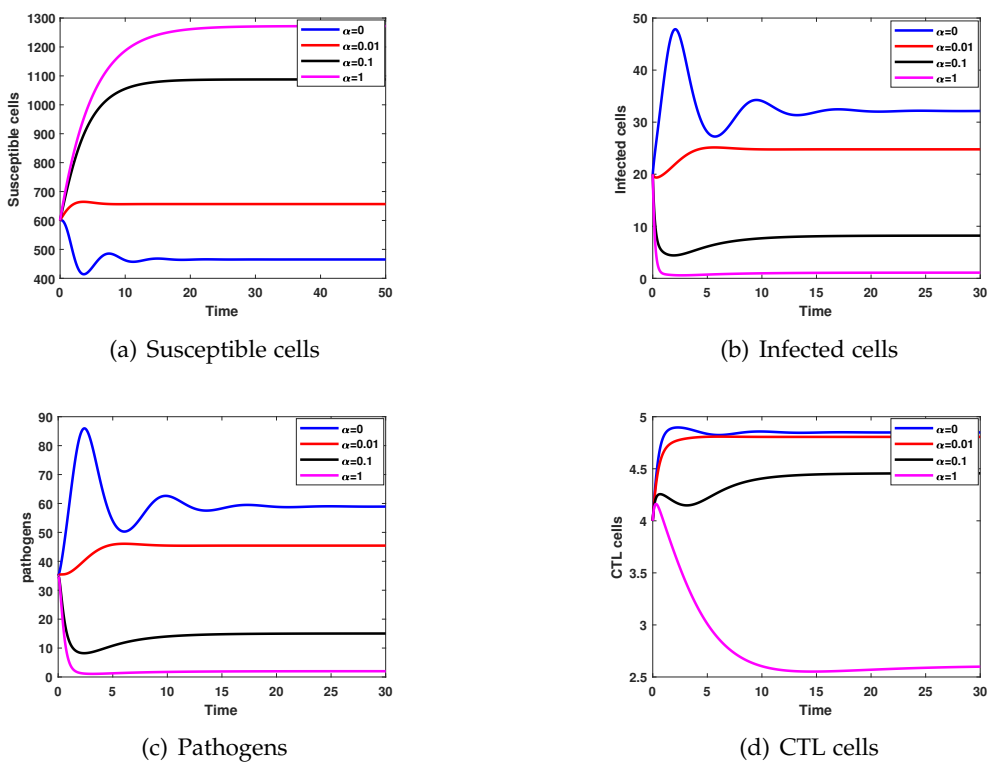 1300
1200
1100
1000
900
800
700
600
500
400
0
10
20
30
40
50
Susceptible cells
Time
α=0
α=0.01
α=0.1
α=1
(a) Susceptible cells
50
40
30
20
10
0
0
5
10
15
20
25
30
Infected cells
Time
α=0
α=0.01
α=0.1
α=1
(b) Infected cells
90
80
70
60
50
40
30
20
10
0
0
5
10
15
20
25
30
pathogens
Time
α=0
α=0.01
α=0.1
α=1
(c) Pathogens
5
4.5
4
3.5
3
2.5
0
5
10
15
20
25
30
CTL cells
Time
α=0
α=0.01
α=0.1
α=1
(d) CTL cells